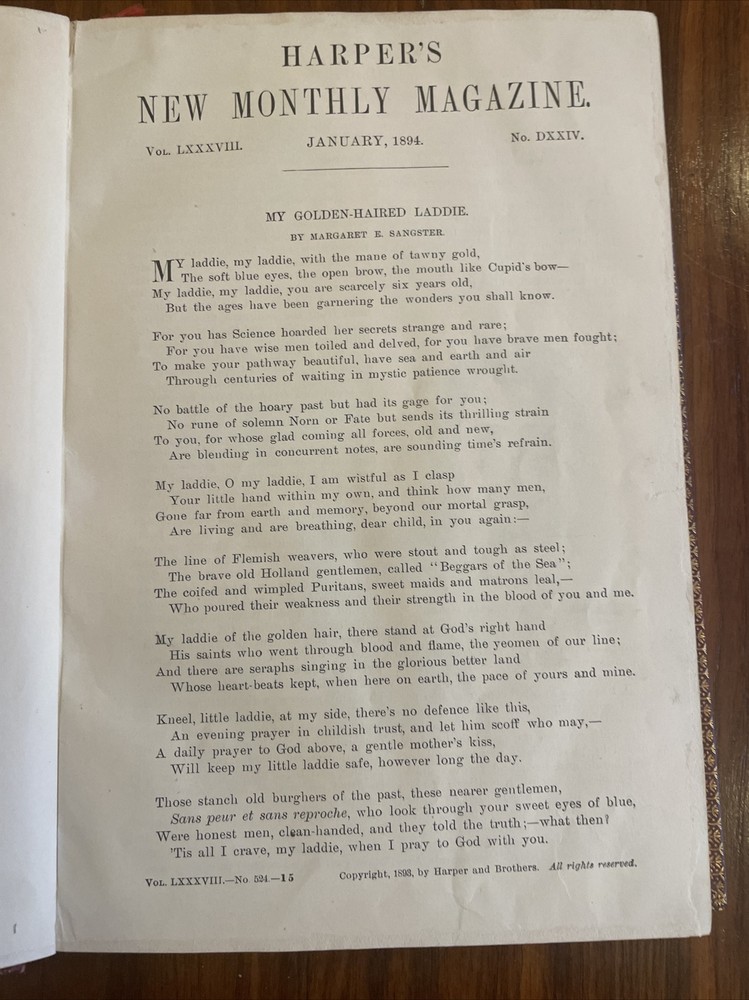 HARPER'S
NEW MONTHLY MAGAZINE.
VOL. LXXXVIII. JANUARY, 1894. No. DXXIV.
MY GOLDEN-HAIRED LADDIE.
BY MARGARET E. SANGSTER.
MY laddie, my laddie, with the mane of tawny gold,
The soft blue eyes, the open brow, the mouth like Cupid's bow—
My laddie, my laddie, you are scarcely six years old,
But the ages have been garnering the wonders you shall know.
For you has Science hoarded her secrets strange and rare;
For you have wise men toiled and delved, for you have brave men fought;
To make your pathway beautiful, have sea and earth and air
Through centuries of waiting in mystic patience wrought.
No battle of the hoary past but had its gage for you;
No rune of solemn Norn or Fate but sends its thrilling strain
To you, for whose glad coming all forces, old and new,
Are blending in concurrent notes, are sounding time's refrain.
My laddie, O my laddie, I am wistful as I clasp
Your little hand within my own, and think how many men,
Gone far from earth and memory, beyond our mortal grasp,
Are living and are breathing, dear child, in you again:—
The line of Flemish weavers, who were stout and tough as steel;
The brave old Holland gentlemen, called "Beggars of the Sea";
The coifed and wimpled Puritans, sweet maids and matrons leal,—
Who poured their weakness and their strength in the blood of you and me.
My laddie of the golden hair, there stand at God's right hand
His saints who went through blood and flame, the yeomen of our line;
And there are seraphs singing in the glorious better land
Whose heart-beats kept, when here on earth, the pace of yours and mine.
Kneel, little laddie, at my side, there's no defence like this,
An evening prayer in childish trust, and let him scoff who may,—
A daily prayer to God above, a gentle mother's kiss,
Will keep my little laddie safe, however long the day.
Those stanch old burghers of the past, these nearer gentlemen,
Sans peur et sans reproche, who look through your sweet eyes of blue,
Were honest men, clean-handed, and they told the truth;—what then?
'Tis all I crave, my laddie, when I pray to God with you.
VOL. LXXXVIII.—No 524.—15 Copyright, 1893, by Harper and Brothers. All rights reserved.